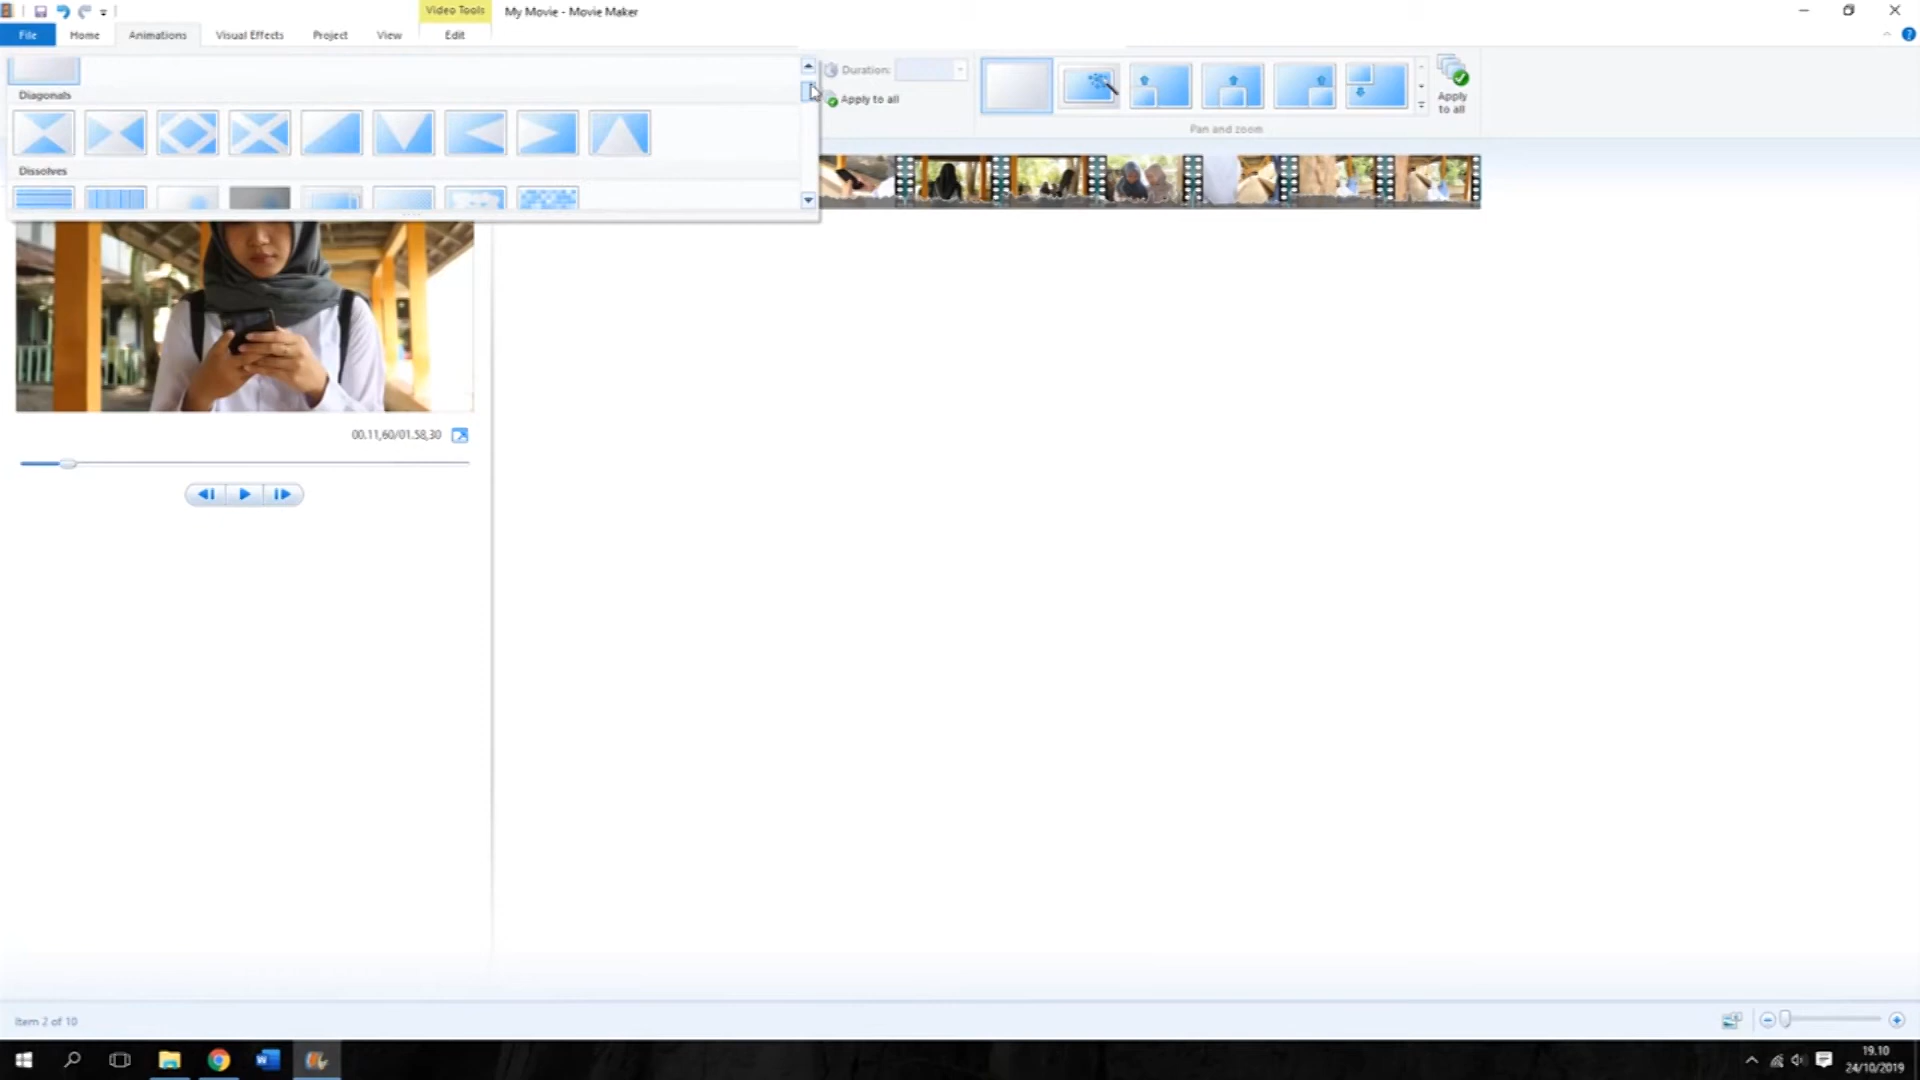 Video Tools
My Movie - Movie Maker
File
Home
Animations
Visual Effects
Project
View
Edit
Duration:
Apply to all
Apply
to all
Pan and zoom
Diagonals
Dissolves
00.11,60/01.58,30
Item 2 of 10
19.10
24/10/2019